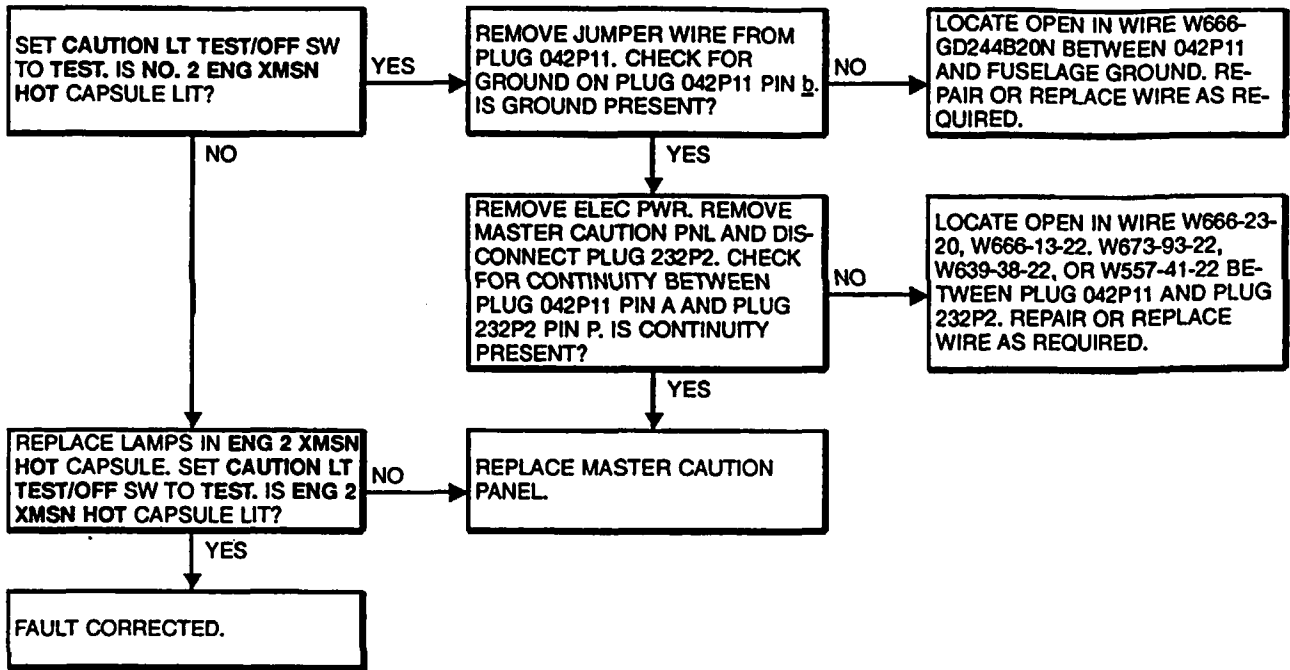 SET CAUTION LT TEST/OFF SW
TO TEST. IS NO. 2 ENG XMSN
HOT CAPSULE LIT?
YES
REMOVE JUMPER WIRE FROM
PLUG 042P11. CHECK FOR
GROUND ON PLUG 042P11 PIN b.
IS GROUND PRESENT?
NO
LOCATE OPEN IN WIRE W666-
GD244B20N BETWEEN 042P11
AND FUSELAGE GROUND. RE-
PAIR OR REPLACE WIRE AS RE-
QUIRED.
NO
YES
REMOVE ELEC PWR. REMOVE
MASTER CAUTION PNL AND DIS-
CONNECT PLUG 232P2. CHECK
FOR CONTINUITY BETWEEN
PLUG 042P11 PIN A AND PLUG
232P2 PIN P. IS CONTINUITY
PRESENT?
NO
LOCATE OPEN IN WIRE W666-23-
20, W666-13-22. W673-93-22,
W639-38-22, OR W557-41-22 BE-
TWEEN PLUG 042P11 AND PLUG
232P2. REPAIR OR REPLACE
WIRE AS REQUIRED.
YES
REPLACE LAMPS IN ENG 2 XMSN
HOT CAPSULE. SET CAUTION LT
TEST/OFF SW TO TEST. IS ENG 2
XMSN HOT CAPSULE LIT?
NO
REPLACE MASTER CAUTION
PANEL.
YES
FAULT CORRECTED.